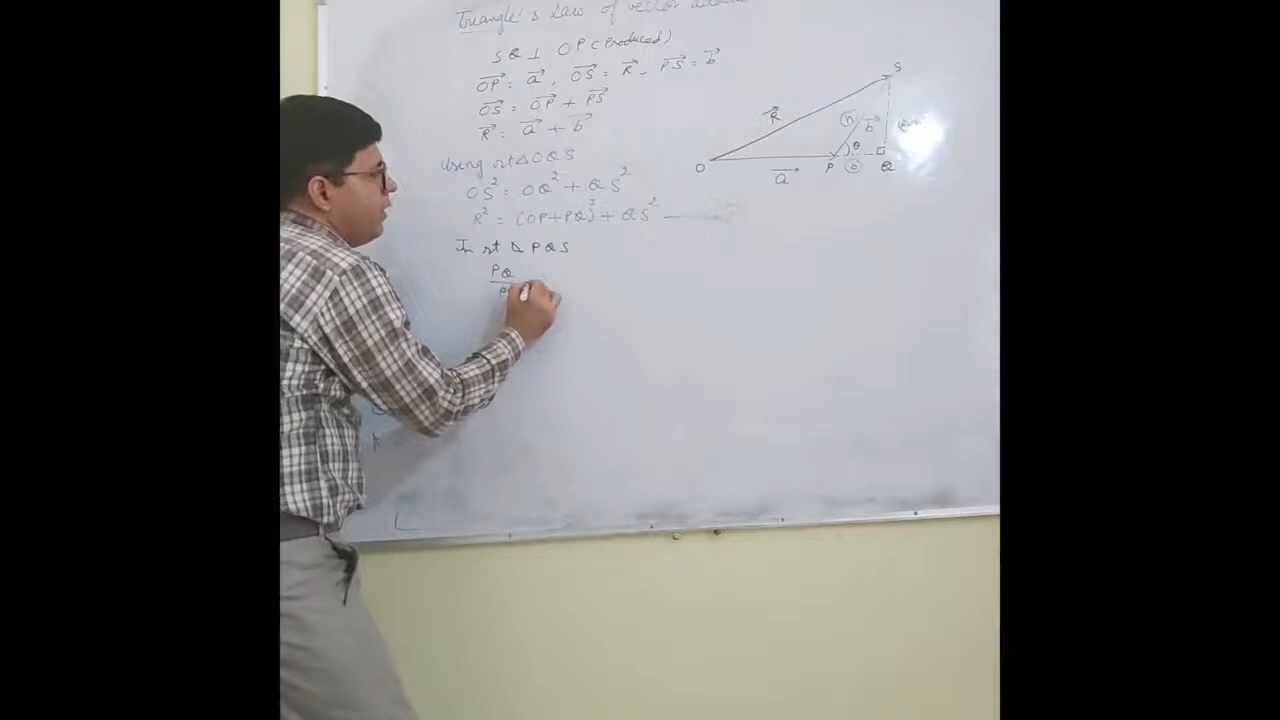 Triangle's Law of vector
SQ ⊥ OP (Produced)
→OP = →a, →OS = →R, →PS = →b
→OS = →OP + →PS
→R = →a + →b
Using rt △ OQS
OS² = OQ² + QS²
R² = (OP+PQ)² + QS²
In rt △ PQS
PQ
S
→R
(h)
→b
θ
O
→a
P
(b)
Q